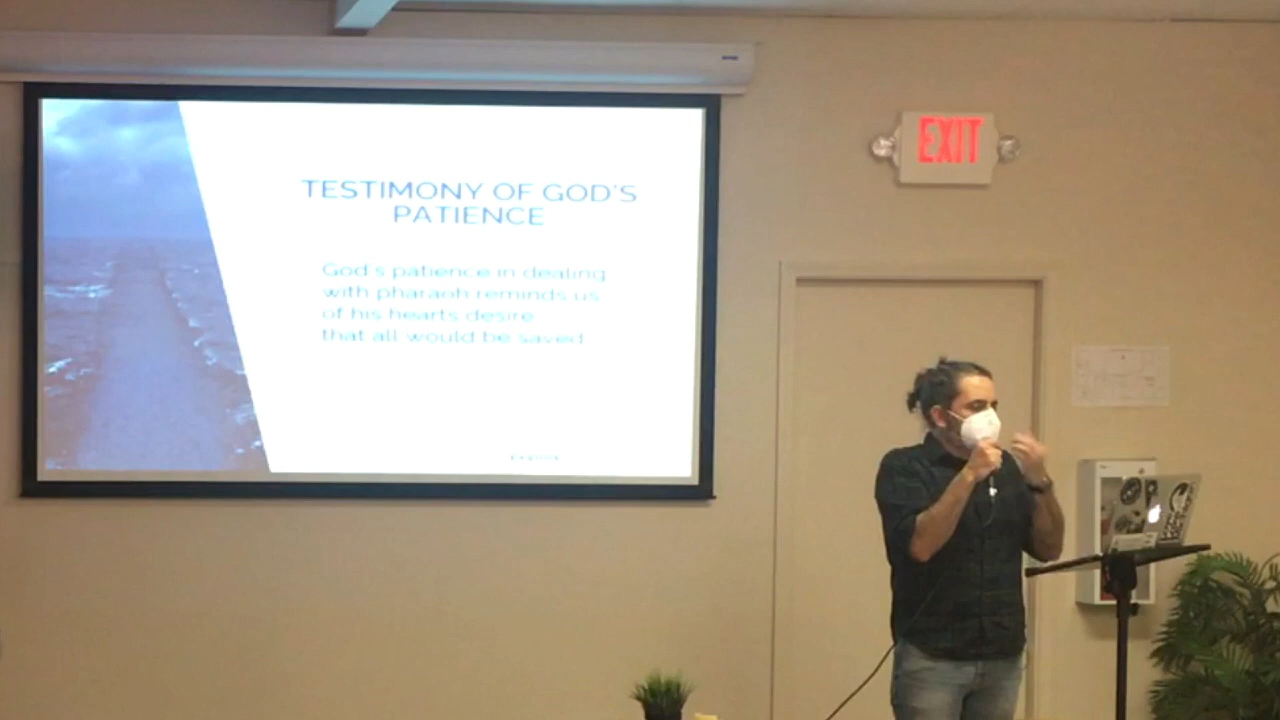 TESTIMONY OF GOD'S
PATIENCE
God's patience in dealing
with pharaoh reminds us
of his hearts desire
that all would be saved
EXIT